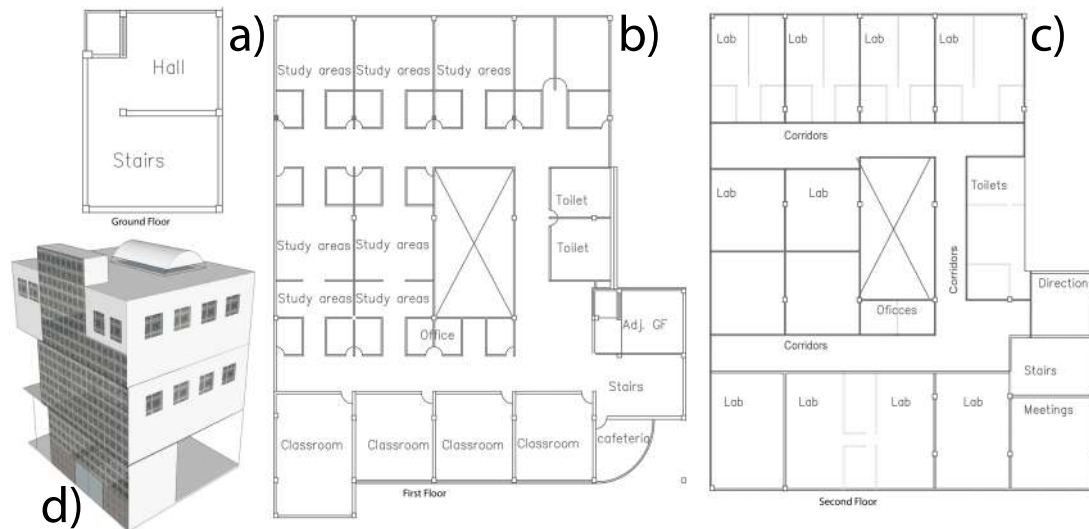 a)
Hall
Stairs
Ground Floor
b)
Study areas Study areas Study areas
Toilet
Study areas Study areas
Toilet
Study areas Study areas
Office
Adj. GF
Stairs
Classroom Classroom Classroom Classroom
cafeteria
First Floor
c)
Lab Lab Lab Lab
Corridors
Lab Lab
Toilets
Corridors
Direction
Oficces
Corridors
Stairs
Lab Lab Lab Lab
Meetings
Second Floor
d)